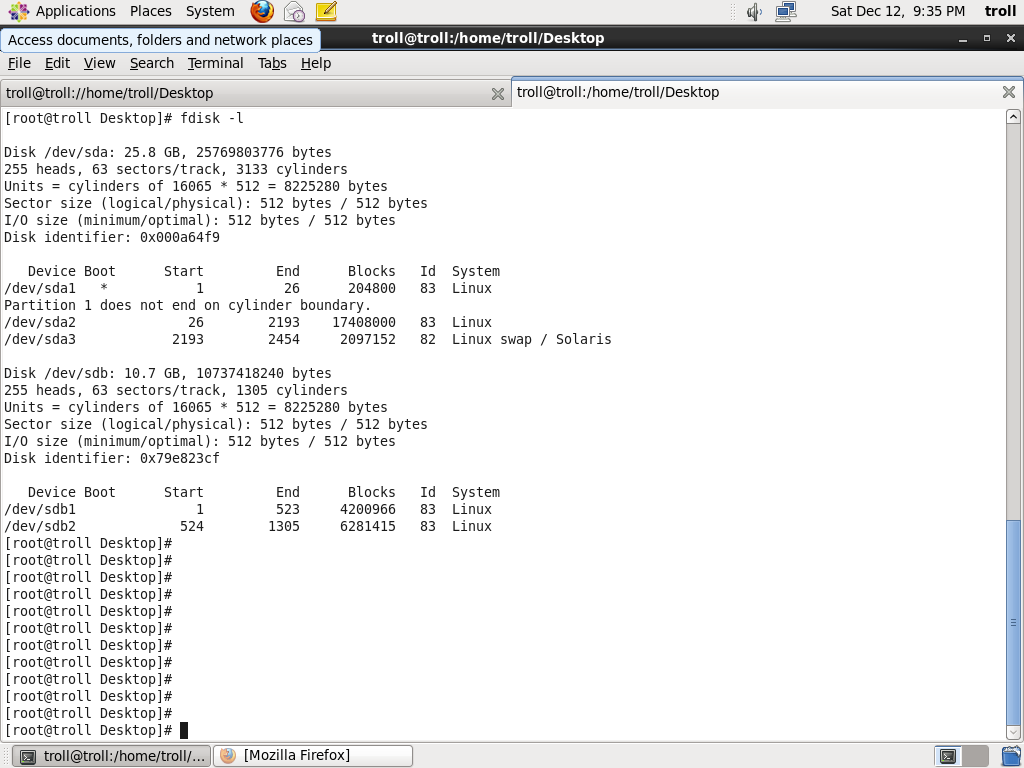 Applications Places System Sat Dec 12, 9:35 PM troll
Access documents, folders and network places troll@troll:/home/troll/Desktop
File Edit View Search Terminal Tabs Help
troll@troll://home/troll/Desktop troll@troll:/home/troll/Desktop
[root@troll Desktop]# fdisk -l
Disk /dev/sda: 25.8 GB, 25769803776 bytes
255 heads, 63 sectors/track, 3133 cylinders
Units = cylinders of 16065 * 512 = 8225280 bytes
Sector size (logical/physical): 512 bytes / 512 bytes
I/O size (minimum/optimal): 512 bytes / 512 bytes
Disk identifier: 0x000a64f9
Device Boot Start End Blocks Id System
/dev/sda1 * 1 26 204800 83 Linux
Partition 1 does not end on cylinder boundary.
/dev/sda2 26 2193 17408000 83 Linux
/dev/sda3 2193 2454 2097152 82 Linux swap / Solaris
Disk /dev/sdb: 10.7 GB, 10737418240 bytes
255 heads, 63 sectors/track, 1305 cylinders
Units = cylinders of 16065 * 512 = 8225280 bytes
Sector size (logical/physical): 512 bytes / 512 bytes
I/O size (minimum/optimal): 512 bytes / 512 bytes
Disk identifier: 0x79e823cf
Device Boot Start End Blocks Id System
/dev/sdb1 1 523 4200966 83 Linux
/dev/sdb2 524 1305 6281415 83 Linux
[root@troll Desktop]#
[root@troll Desktop]#
[root@troll Desktop]#
[root@troll Desktop]#
[root@troll Desktop]#
[root@troll Desktop]#
[root@troll Desktop]#
[root@troll Desktop]#
[root@troll Desktop]#
[root@troll Desktop]#
[root@troll Desktop]#
[root@troll Desktop]#
troll@troll:/home/troll/... [Mozilla Firefox]